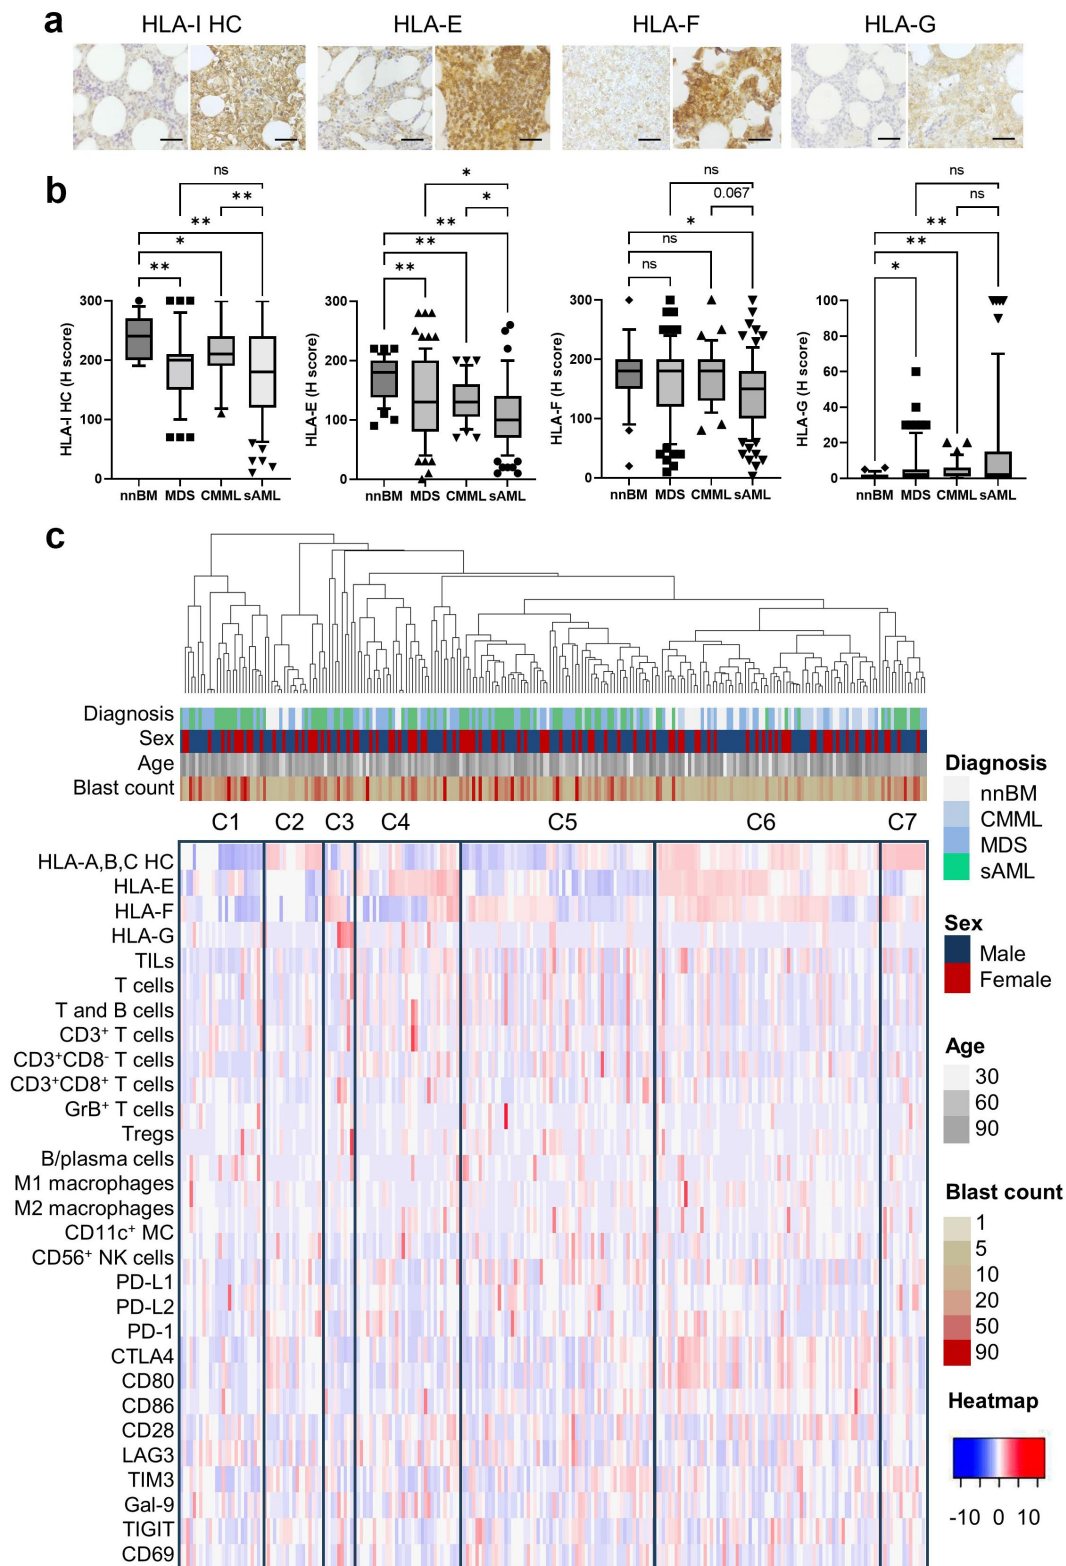 a
HLA-I HC
HLA-E
HLA-F
HLA-G
b
ns
**
**
*
**
HLA-I HC (H score)
300
200
100
0
nnBM MDS CMML sAML
*
*
**
**
**
HLA-E (H score)
300
200
100
0
nnBM MDS CMML sAML
ns
0.067
*
ns
ns
HLA-F (H score)
300
200
100
0
nnBM MDS CMML sAML
ns
ns
**
**
*
HLA-G (H score)
100
80
60
40
20
0
nnBM MDS CMML sAML
c
Diagnosis
Sex
Age
Blast count
C1 C2 C3 C4 C5 C6 C7
HLA-A,B,C HC
HLA-E
HLA-F
HLA-G
TILs
T cells
T and B cells
CD3⁺ T cells
CD3⁺CD8⁻ T cells
CD3⁺CD8⁺ T cells
GrB⁺ T cells
Tregs
B/plasma cells
M1 macrophages
M2 macrophages
CD11c⁺ MC
CD56⁺ NK cells
PD-L1
PD-L2
PD-1
CTLA4
CD80
CD86
CD28
LAG3
TIM3
Gal-9
TIGIT
CD69
Diagnosis
nnBM
CMML
MDS
sAML
Sex
Male
Female
Age
30
60
90
Blast count
1
5
10
20
50
90
Heatmap
-10 0 10